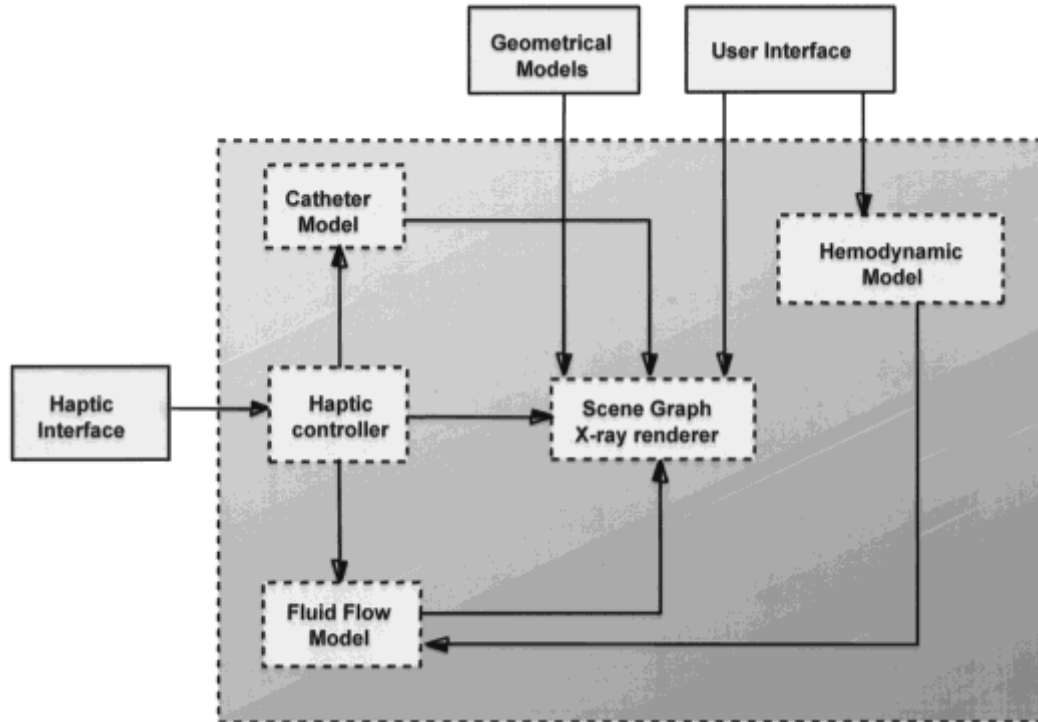 Geometrical
Models
User Interface
Catheter
Model
Hemodynamic
Model
Haptic
Interface
Haptic
controller
Scene Graph
X-ray renderer
Fluid Flow
Model